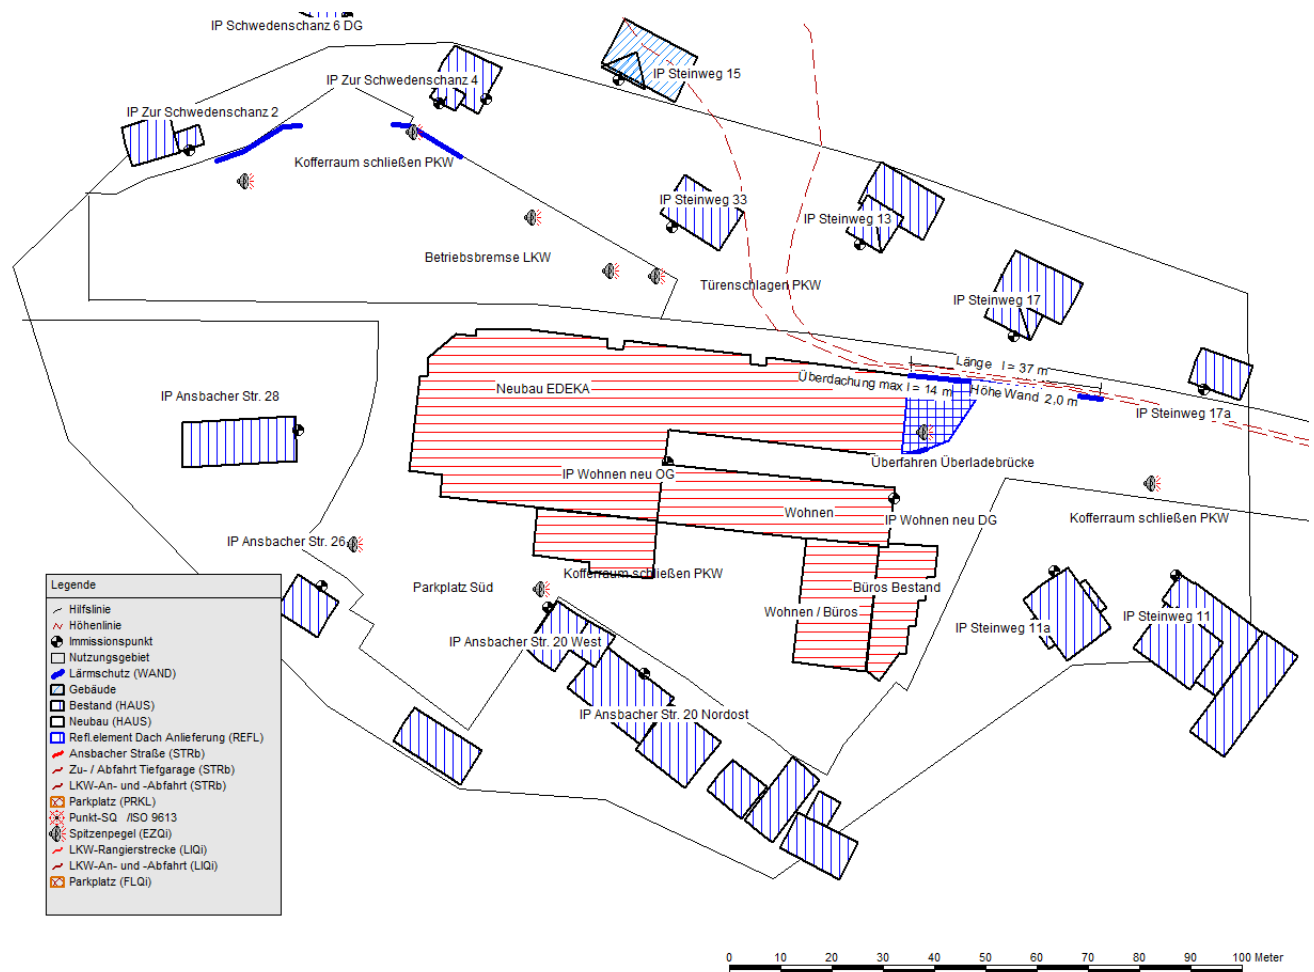 IP Schwedenschanz 6 DG
IP Steinweg 15
IP Zur Schwedenschanz 4
IP Zur Schwedenschanz 2
Kofferraum schließen PKW
IP Steinweg 33
IP Steinweg 13
Betriebsbremse LKW
Türenschlagen PKW
IP Steinweg 17
Länge l = 37 m
Überdachung max l = 14 m
Höhe Wand 2,0 m
Neubau EDEKA
IP Ansbacher Str. 28
IP Steinweg 17a
Überfahren Überladebrücke
IP Wohnen neu OG
Wohnen
IP Wohnen neu DG
Kofferraum schließen PKW
IP Ansbacher Str. 26
Parkplatz Süd
Kofferraum schließen PKW
Büros Bestand
Wohnen / Büros
IP Steinweg 11a
IP Steinweg 11
IP Ansbacher Str. 20 West
IP Ansbacher Str. 20 Nordost
Legende
Hilfslinie
Höhenlinie
Immissionspunkt
Nutzungsgebiet
Lärmschutz (WAND)
Gebäude
Bestand (HAUS)
Neubau (HAUS)
Refl.element Dach Anlieferung (REFL)
Ansbacher Straße (STRb)
Zu- / Abfahrt Tiefgarage (STRb)
LKW-An- und -Abfahrt (STRb)
Parkplatz (PRKL)
Punkt-SQ /ISO 9613
Spitzenpegel (EZQi)
LKW-Rangierstrecke (LIQi)
LKW-An- und -Abfahrt (LIQi)
Parkplatz (FLQi)
0 10 20 30 40 50 60 70 80 90 100 Meter